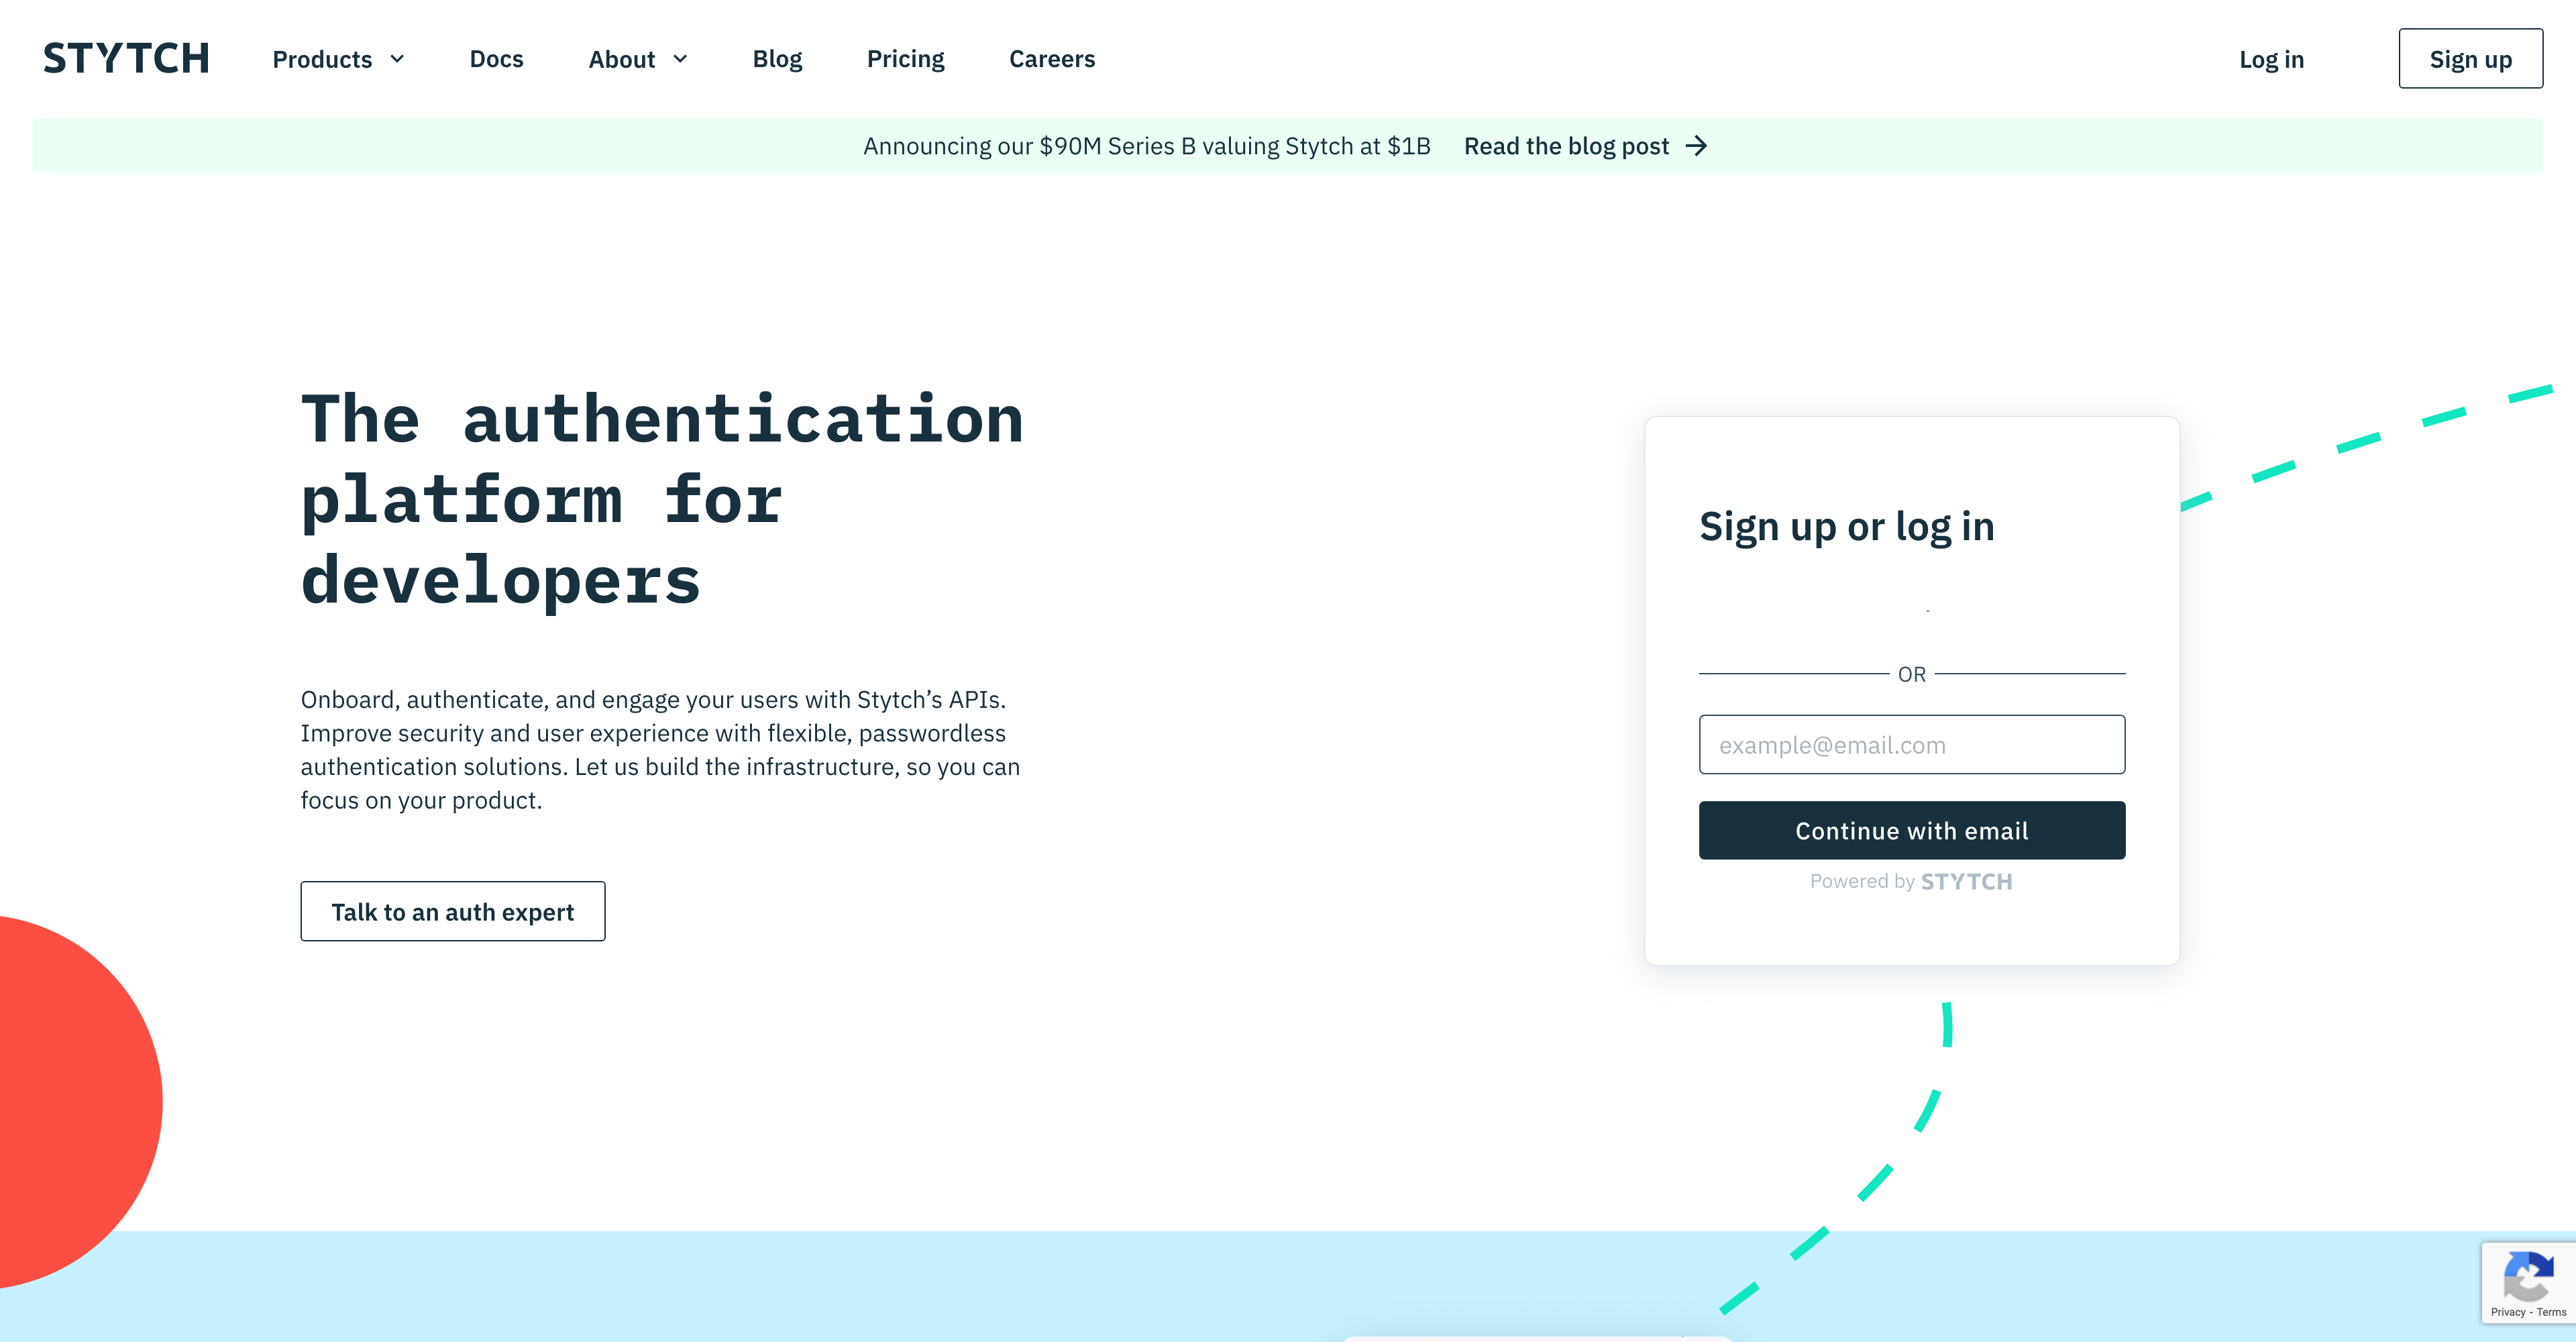 STYTCH
Products
Docs
About
Blog
Pricing
Careers
Log in
Sign up
Announcing our $90M Series B valuing Stytch at $1B Read the blog post →
The authentication
platform for
developers
Onboard, authenticate, and engage your users with Stytch’s APIs.
Improve security and user experience with flexible, passwordless
authentication solutions. Let us build the infrastructure, so you can
focus on your product.
Talk to an auth expert
Sign up or log in
OR
example@email.com
Continue with email
Powered by STYTCH
Privacy - Terms